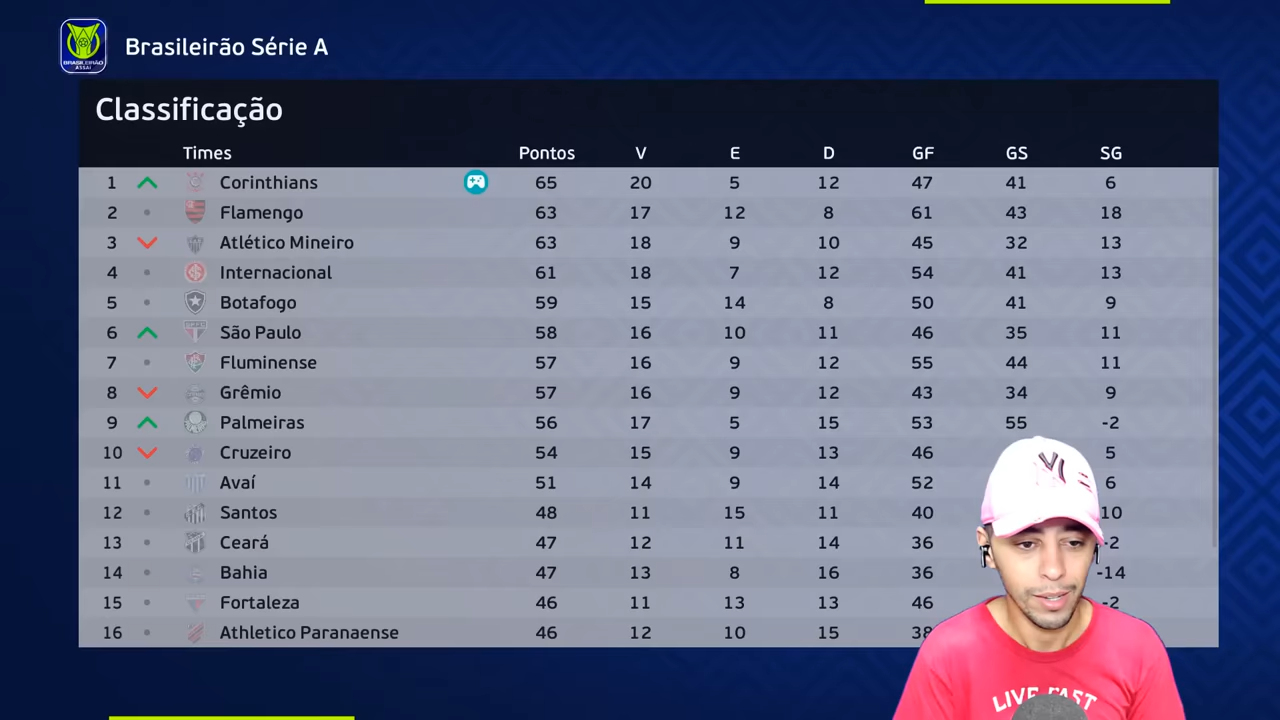 BRASILEIRÃO
ASSAÍ
Brasileirão Série A
Classificação
Times Pontos V E D GF GS SG
1 Corinthians 65 20 5 12 47 41 6
2 Flamengo 63 17 12 8 61 43 18
3 Atlético Mineiro 63 18 9 10 45 32 13
4 Internacional 61 18 7 12 54 41 13
5 Botafogo 59 15 14 8 50 41 9
6 São Paulo 58 16 10 11 46 35 11
7 Fluminense 57 16 9 12 55 44 11
8 Grêmio 57 16 9 12 43 34 9
9 Palmeiras 56 17 5 15 53 55 -2
10 Cruzeiro 54 15 9 13 46 5
11 Avaí 51 14 9 14 52 6
12 Santos 48 11 15 11 40 10
13 Ceará 47 12 11 14 36 -2
14 Bahia 47 13 8 16 36 -14
15 Fortaleza 46 11 13 13 46 -2
16 Athletico Paranaense 46 12 10 15 38
LIVE FAST